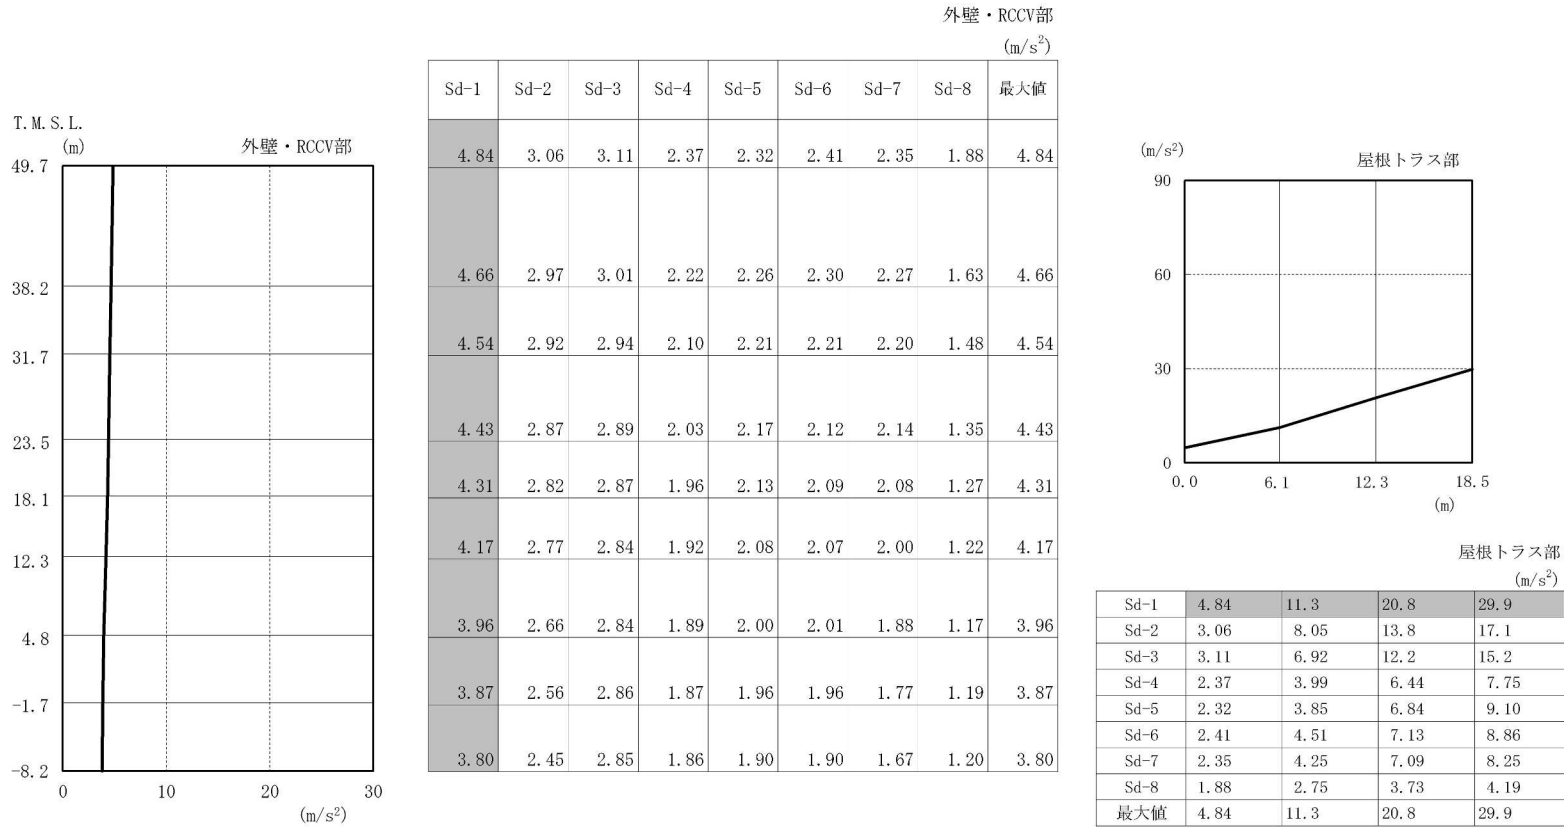 T.M.S.L.
(m)
外壁・RCCV部
49.7
38.2
31.7
23.5
18.1
12.3
4.8
-1.7
-8.2
0 10 20 30
(m/s²)
外壁・RCCV部
(m/s²)
Sd-1 Sd-2 Sd-3 Sd-4 Sd-5 Sd-6 Sd-7 Sd-8 最大値
4.84 3.06 3.11 2.37 2.32 2.41 2.35 1.88 4.84
4.66 2.97 3.01 2.22 2.26 2.30 2.27 1.63 4.66
4.54 2.92 2.94 2.10 2.21 2.21 2.20 1.48 4.54
4.43 2.87 2.89 2.03 2.17 2.12 2.14 1.35 4.43
4.31 2.82 2.87 1.96 2.13 2.09 2.08 1.27 4.31
4.17 2.77 2.84 1.92 2.08 2.07 2.00 1.22 4.17
3.96 2.66 2.84 1.89 2.00 2.01 1.88 1.17 3.96
3.87 2.56 2.86 1.87 1.96 1.96 1.77 1.19 3.87
3.80 2.45 2.85 1.86 1.90 1.90 1.67 1.20 3.80
(m/s²)
屋根トラス部
90
60
30
0
0.0 6.1 12.3 18.5
(m)
屋根トラス部
(m/s²)
Sd-1 4.84 11.3 20.8 29.9
Sd-2 3.06 8.05 13.8 17.1
Sd-3 3.11 6.92 12.2 15.2
Sd-4 2.37 3.99 6.44 7.75
Sd-5 2.32 3.85 6.84 9.10
Sd-6 2.41 4.51 7.13 8.86
Sd-7 2.35 4.25 7.09 8.25
Sd-8 1.88 2.75 3.73 4.19
最大値 4.84 11.3 20.8 29.9